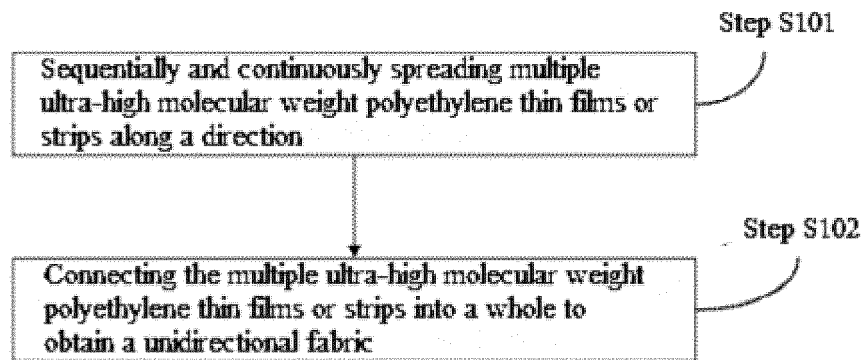 Step S101
Sequentially and continuously spreading multiple
ultra-high molecular weight polyethylene thin films or
strips along a direction
Step S102
Connecting the multiple ultra-high molecular weight
polyethylene thin films or strips into a whole to
obtain a unidirectional fabric